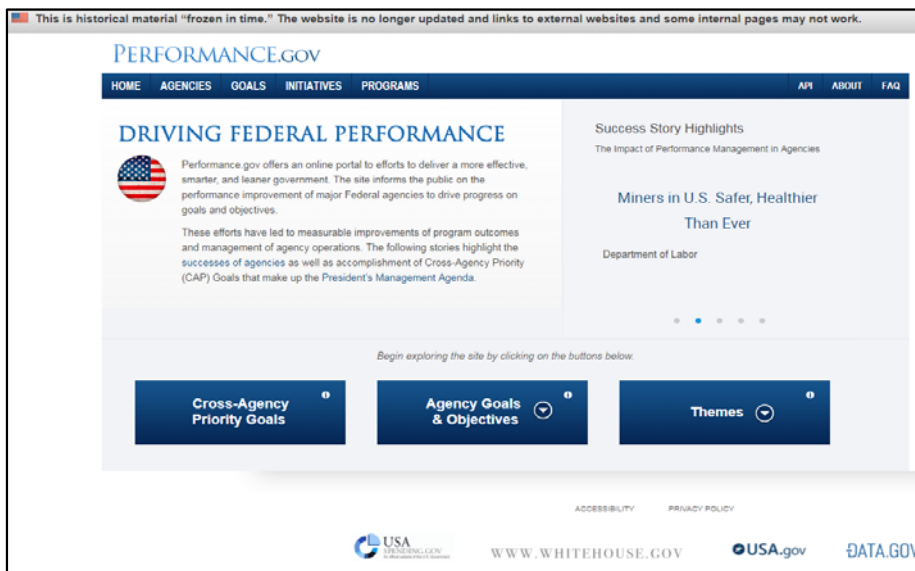 This is historical material “frozen in time.” The website is no longer updated and links to external websites and some internal pages may not work.
PERFORMANCE.GOV
HOME AGENCIES GOALS INITIATIVES PROGRAMS API ABOUT FAQ
DRIVING FEDERAL PERFORMANCE
Performance.gov offers an online portal to efforts to deliver a more effective,
smarter, and leaner government. The site informs the public on the
performance improvement of major Federal agencies to drive progress on
goals and objectives.
These efforts have led to measurable improvements of program outcomes
and management of agency operations. The following stories highlight the
successes of agencies as well as accomplishment of Cross-Agency Priority
(CAP) Goals that make up the President's Management Agenda.
Success Story Highlights
The Impact of Performance Management in Agencies
Miners in U.S. Safer, Healthier
Than Ever
Department of Labor
Begin exploring the site by clicking on the buttons below.
Cross-Agency
Priority Goals
Agency Goals
& Objectives
Themes
ACCESSIBILITY PRIVACY POLICY
USA
SPENDING.GOV
WWW.WHITEHOUSE.GOV
USA.gov
DATA.GOV